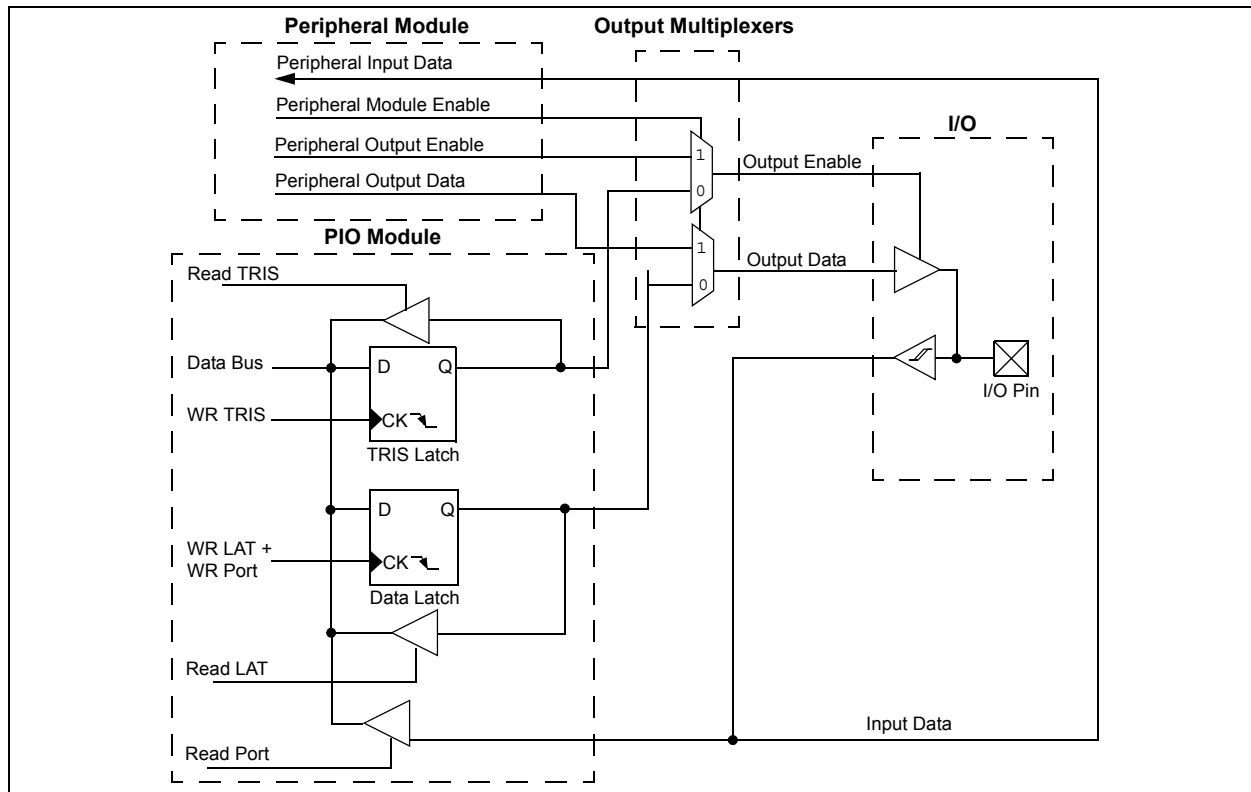 Peripheral Module
Output Multiplexers
Peripheral Input Data
Peripheral Module Enable
Peripheral Output Enable
Peripheral Output Data
1
0
1
0
Output Enable
Output Data
I/O
I/O Pin
PIO Module
Read TRIS
Data Bus
WR TRIS
D
Q
CK
TRIS Latch
D
Q
WR LAT +
WR Port
CK
Data Latch
Read LAT
Read Port
Input Data